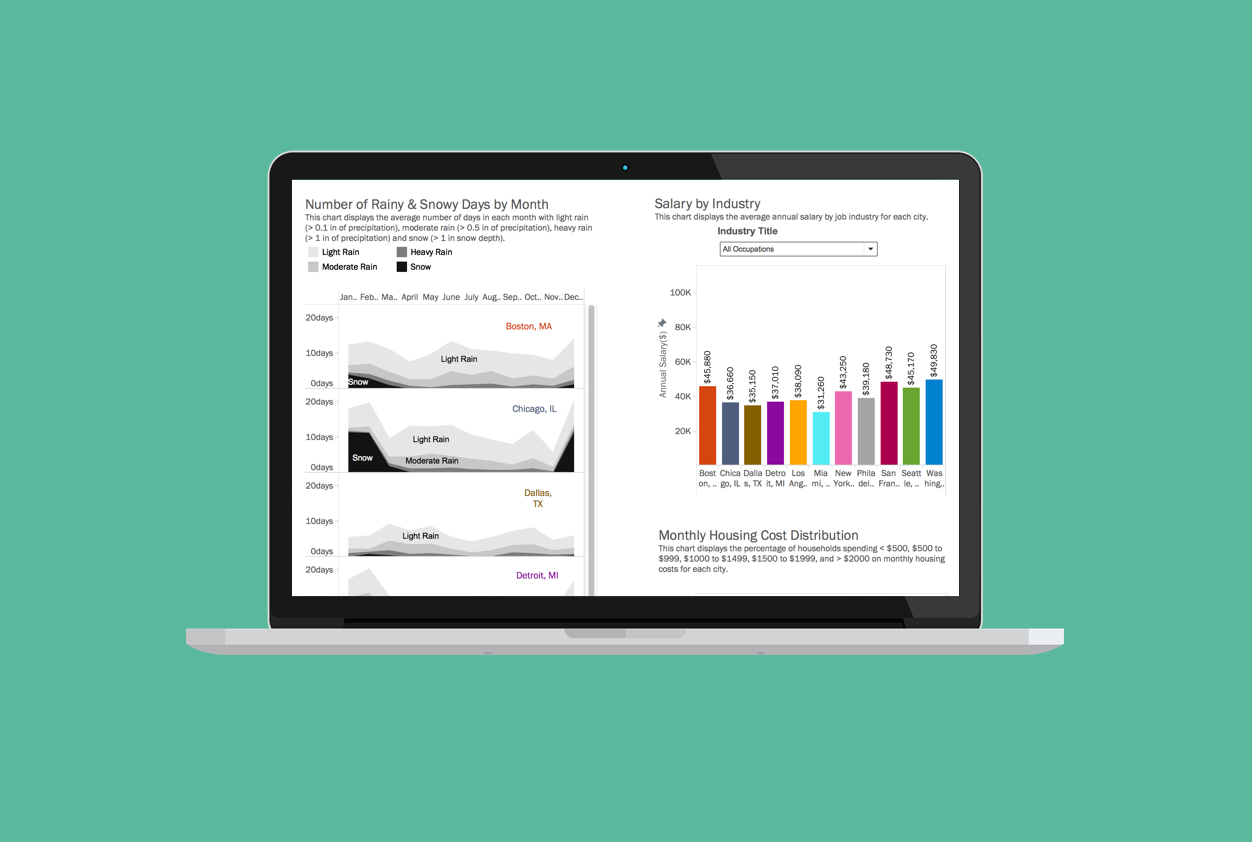 Number of Rainy & Snowy Days by Month
This chart displays the average number of days in each month with light rain
(> 0.1 in of precipitation), moderate rain (> 0.5 in of precipitation), heavy rain
(> 1 in of precipitation) and snow (> 1 in snow depth).
Light Rain
Heavy Rain
Moderate Rain
Snow
Jan.. Feb.. Ma.. April May June July Aug.. Sep.. Oct.. Nov.. Dec..
20days
Boston, MA
10days
Light Rain
0days
Snow
20days
Chicago, IL
10days
Light Rain
Snow
Moderate Rain
0days
20days
Dallas,
TX
10days
Light Rain
0days
20days
Detroit, MI
Salary by Industry
This chart displays the average annual salary by job industry for each city.
Industry Title
All Occupations
Annual Salary($)
100K
80K
60K
40K
20K
$45,880
$36,660
$35,150
$37,010
$38,090
$31,260
$43,250
$39,180
$48,730
$45,170
$49,830
Bost Chica Dalla Detro Los Mia New Phila San Seatt Was
on, .. go, IL s, TX it, MI Ang.. mi, .. York.. del.. Fran.. le, .. hing..
Monthly Housing Cost Distribution
This chart displays the percentage of households spending < $500, $500 to
$999, $1000 to $1499, $1500 to $1999, and > $2000 on monthly housing
costs for each city.